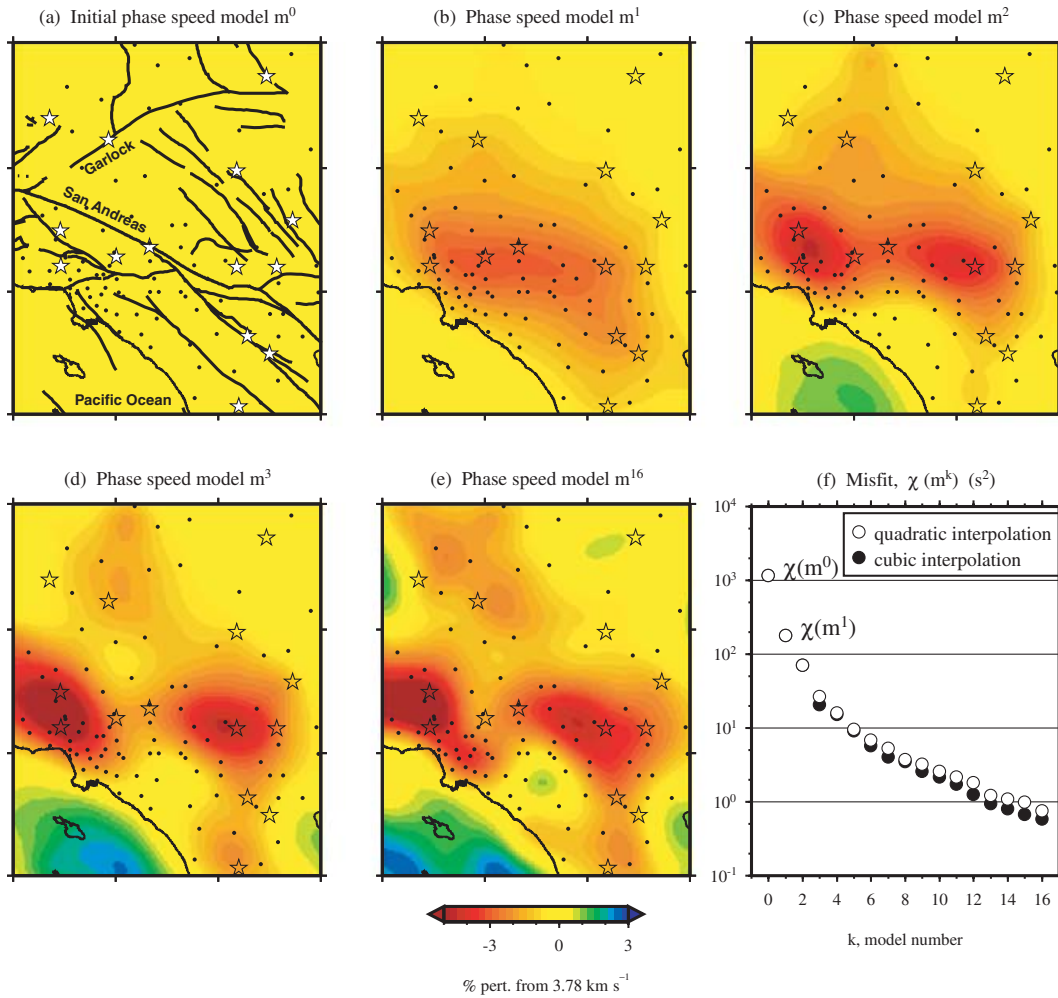 (a) Initial phase speed model m⁰
(b) Phase speed model m¹
(c) Phase speed model m²
Garlock
San Andreas
Pacific Ocean
(d) Phase speed model m³
(e) Phase speed model m¹⁶
(f) Misfit, χ (mᵏ) (s²)
10⁴
10³
10²
10¹
10⁰
10⁻¹
quadratic interpolation
cubic interpolation
χ(m⁰)
χ(m¹)
0 2 4 6 8 10 12 14 16
k, model number
-3 0 3
% pert. from 3.78 km s⁻¹